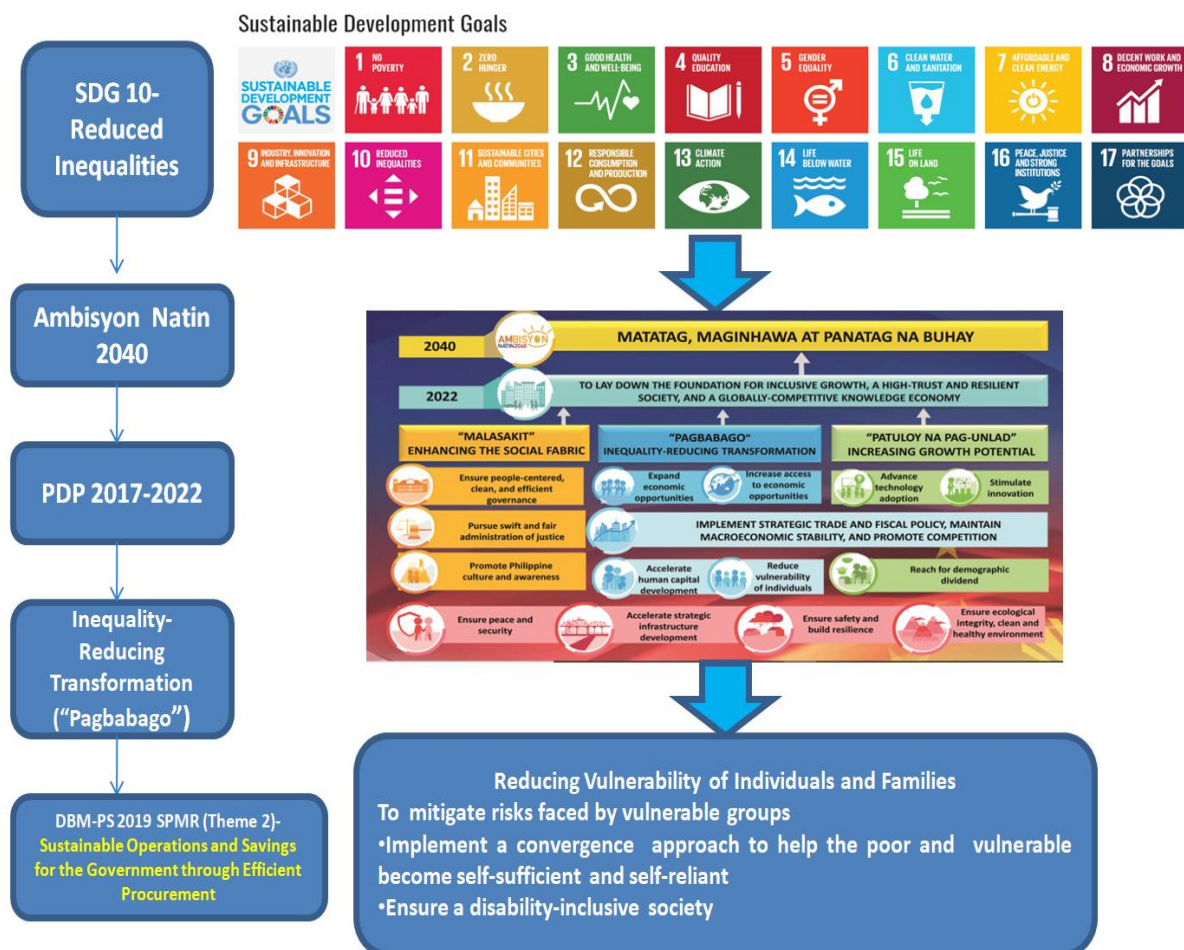 Sustainable Development Goals
SDG 10-
Reduced
Inequalities
SUSTAINABLE
DEVELOPMENT
GOALS
1 NO
POVERTY
2 ZERO
HUNGER
3 GOOD HEALTH
AND WELL-BEING
4 QUALITY
EDUCATION
5 GENDER
EQUALITY
6 CLEAN WATER
AND SANITATION
7 AFFORDABLE AND
CLEAN ENERGY
8 DECENT WORK AND
ECONOMIC GROWTH
9 INDUSTRY, INNOVATION
AND INFRASTRUCTURE
10 REDUCED
INEQUALITIES
11 SUSTAINABLE CITIES
AND COMMUNITIES
12 RESPONSIBLE
CONSUMPTION
AND PRODUCTION
13 CLIMATE
ACTION
14 LIFE
BELOW WATER
15 LIFE
ON LAND
16 PEACE, JUSTICE
AND STRONG
INSTITUTIONS
17 PARTNERSHIPS
FOR THE GOALS
Ambisyon Natin
2040
PDP 2017-2022
Inequality-
Reducing
Transformation
(“Pagbabago”)
DBM-PS 2019 SPMR (Theme 2)-
Sustainable Operations and Savings
for the Government through Efficient
Procurement
2040
AMBISYON
NATIN2040
MATATAG, MAGINHAWA AT PANATAG NA BUHAY
2022
TO LAY DOWN THE FOUNDATION FOR INCLUSIVE GROWTH, A HIGH-TRUST AND RESILIENT
SOCIETY, AND A GLOBALLY-COMPETITIVE KNOWLEDGE ECONOMY
“MALASAKIT”
ENHANCING THE SOCIAL FABRIC
“PAGBABAGO”
INEQUALITY-REDUCING TRANSFORMATION
“PATULOY NA PAG-UNLAD”
INCREASING GROWTH POTENTIAL
Ensure people-centered,
clean, and efficient
governance
Expand
economic
opportunities
Increase access
to economic
opportunities
Advance
technology
adoption
Stimulate
innovation
Pursue swift and fair
administration of justice
IMPLEMENT STRATEGIC TRADE AND FISCAL POLICY, MAINTAIN
MACROECONOMIC STABILITY, AND PROMOTE COMPETITION
Promote Philippine
culture and awareness
Accelerate
human capital
development
Reduce
vulnerability
of individuals
Reach for demographic
dividend
Ensure peace and
security
Accelerate strategic
infrastructure
development
Ensure safety and
build resilience
Ensure ecological
integrity, clean and
healthy environment
Reducing Vulnerability of Individuals and Families
To mitigate risks faced by vulnerable groups
•Implement a convergence approach to help the poor and vulnerable
become self-sufficient and self-reliant
•Ensure a disability-inclusive society